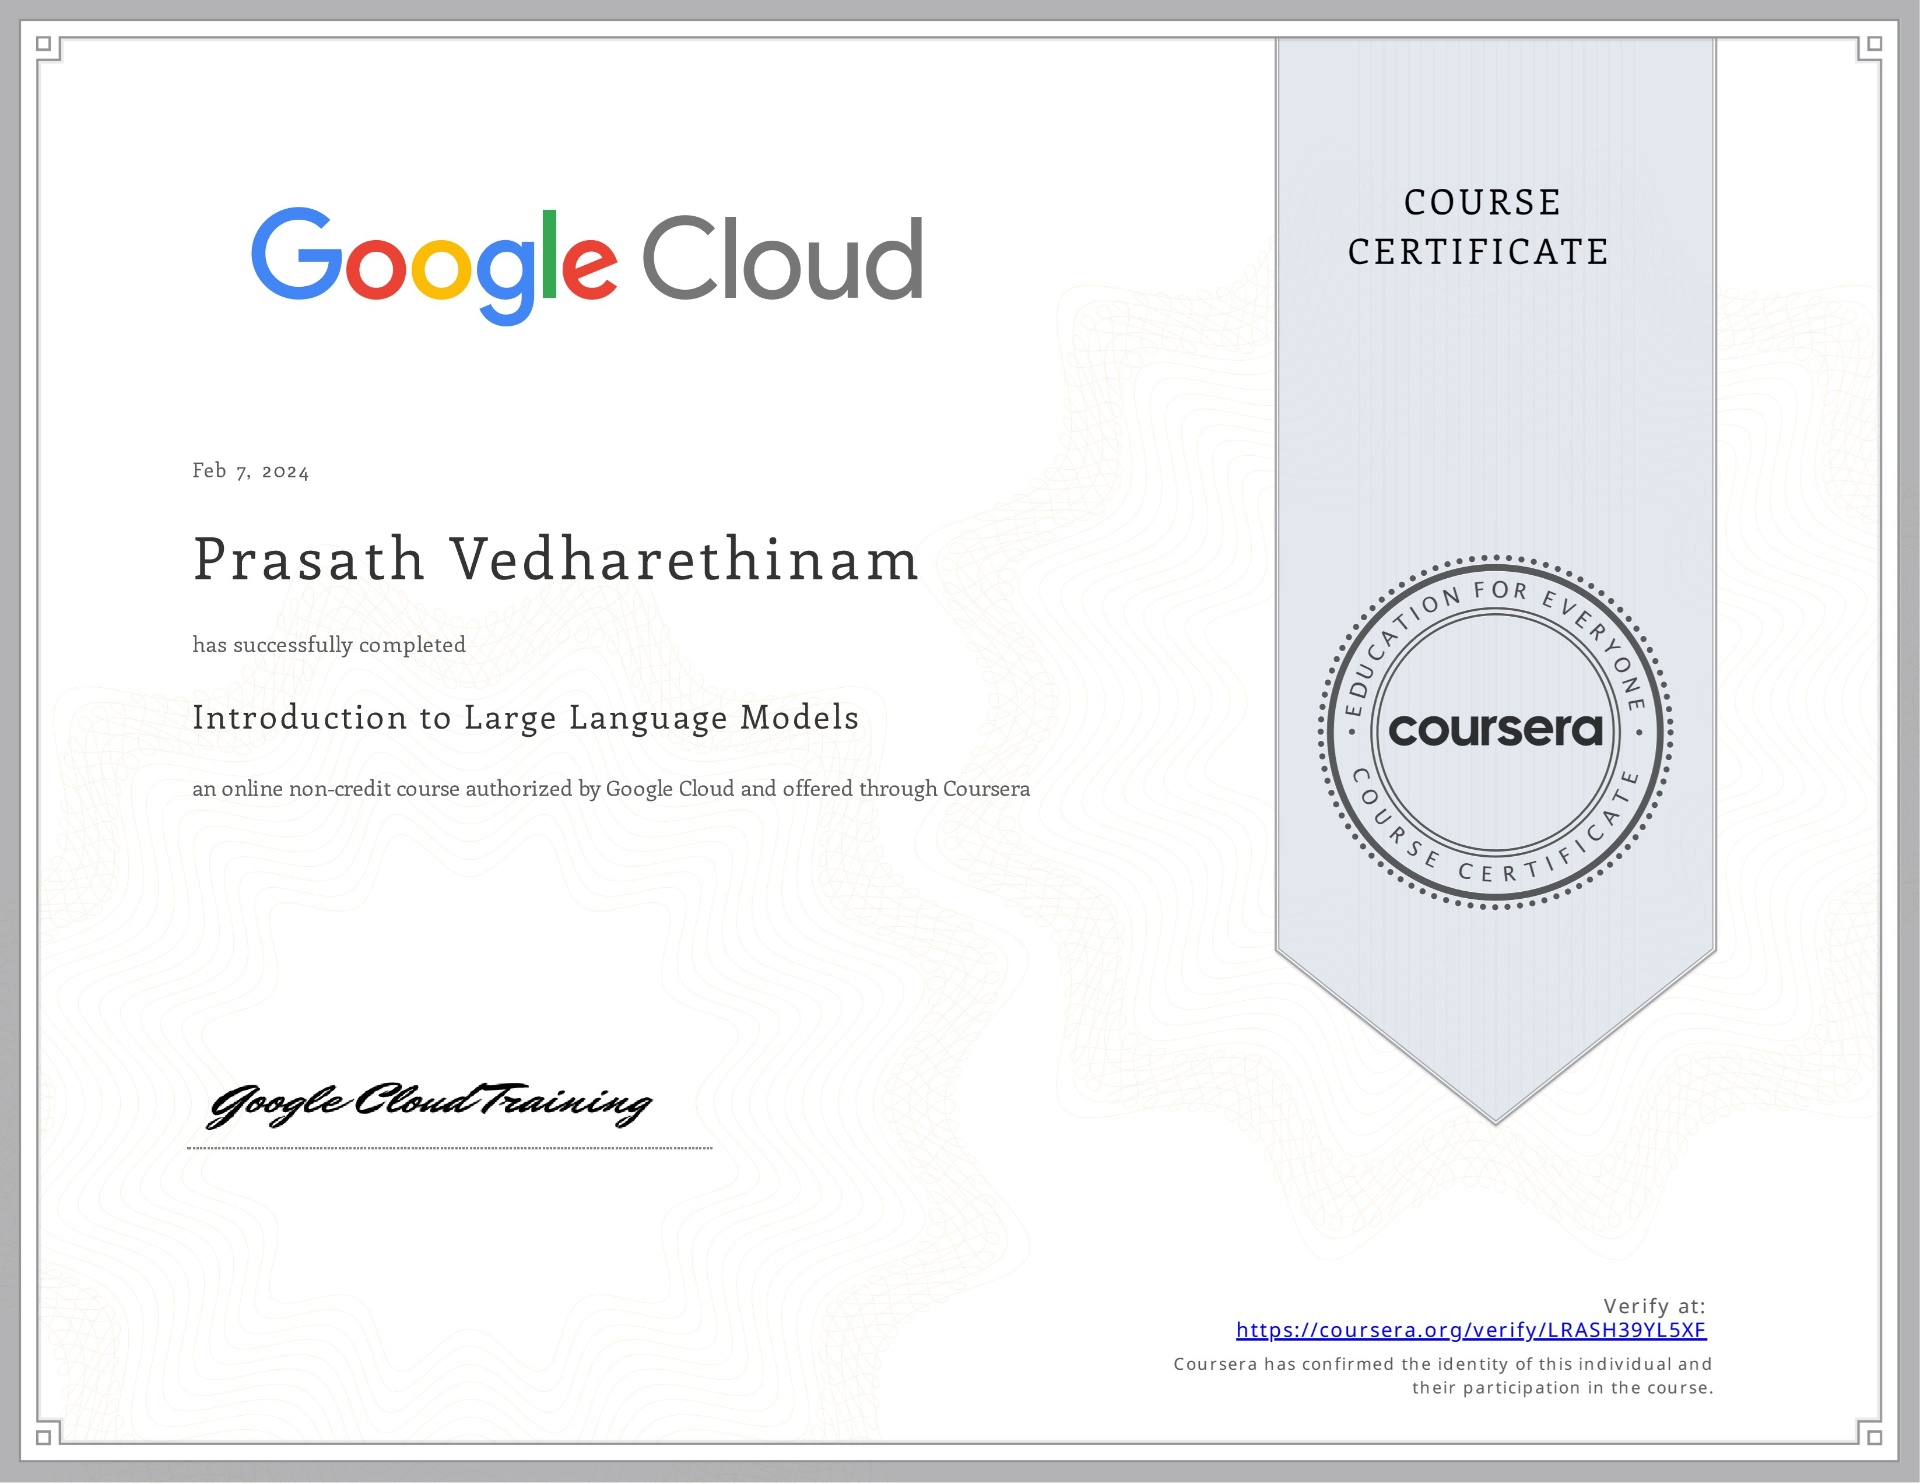 Google Cloud
COURSE
CERTIFICATE
Feb 7, 2024
Prasath Vedharethinam
has successfully completed
Introduction to Large Language Models
an online non-credit course authorized by Google Cloud and offered through Coursera
EDUCATION FOR EVERYONE
coursera
COURSE CERTIFICATE
Google Cloud Training
Verify at:
https://coursera.org/verify/LRASH39YL5XF
Coursera has confirmed the identity of this individual and
their participation in the course.